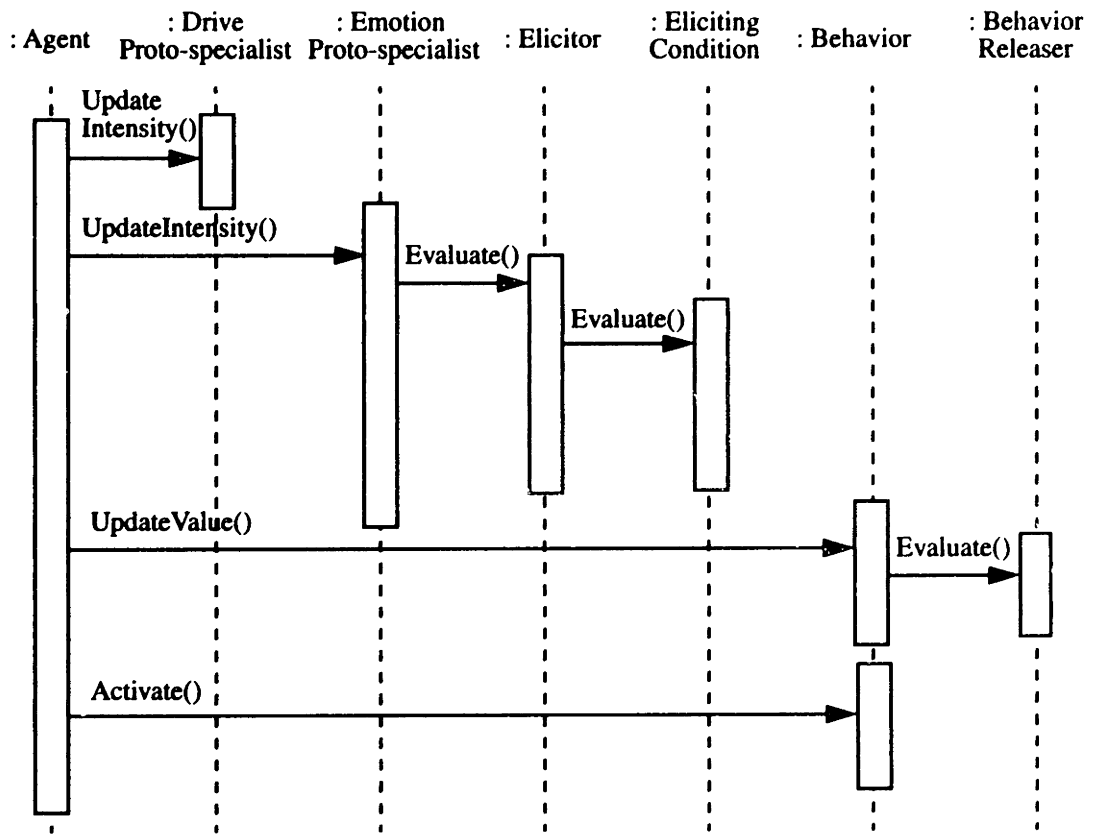 : Agent
: Drive
Proto-specialist
: Emotion
Proto-specialist
: Elicitor
: Eliciting
Condition
: Behavior
: Behavior
Releaser
Update
Intensity()
UpdateIntensity()
Evaluate()
Evaluate()
UpdateValue()
Evaluate()
Activate()